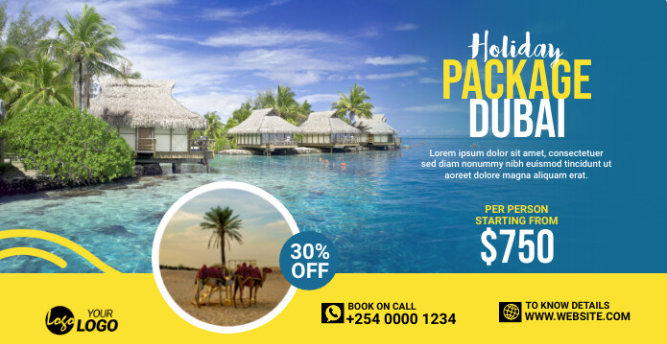 Holiday
PACKAGE
DUBAI
Lorem ipsum dolor sit amet, consectetuer
sed diam nonummy nibh euismod tincidunt ut
aoreet dolore magna aliquam erat.
PER PERSON
STARTING FROM
$750
30%
OFF
Logo
YOUR
LOGO
BOOK ON CALL
+254 0000 1234
TO KNOW DETAILS
WWW.WEBSITE.COM